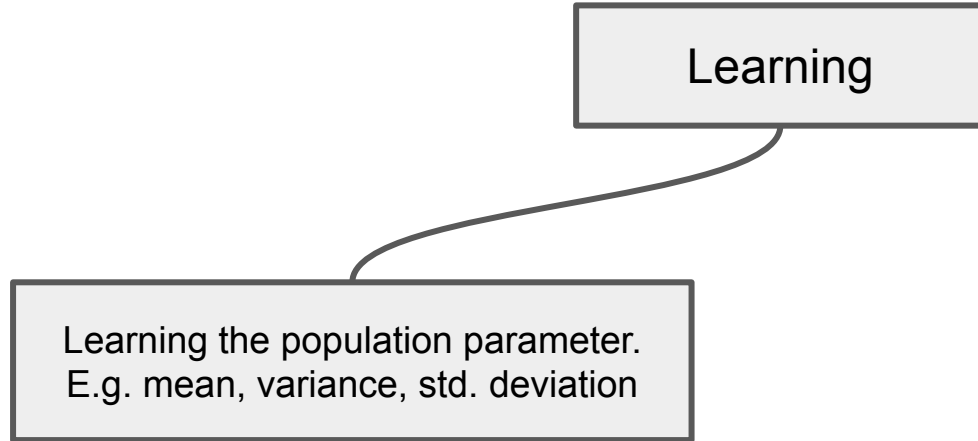 Learning
Learning the population parameter.
E.g. mean, variance, std. deviation